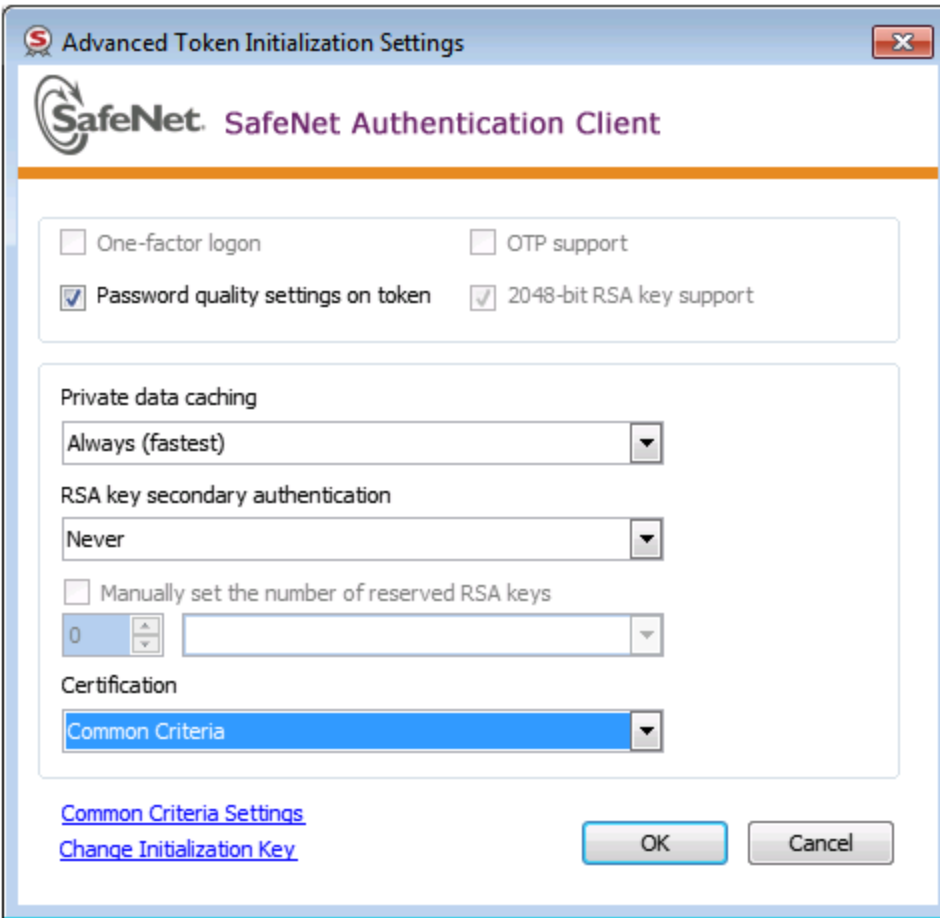 Advanced Token Initialization Settings
SafeNet. SafeNet Authentication Client
One-factor logon
OTP support
Password quality settings on token
2048-bit RSA key support
Private data caching
Always (fastest)
RSA key secondary authentication
Never
Manually set the number of reserved RSA keys
0
Certification
Common Criteria
Common Criteria Settings
Change Initialization Key
OK
Cancel